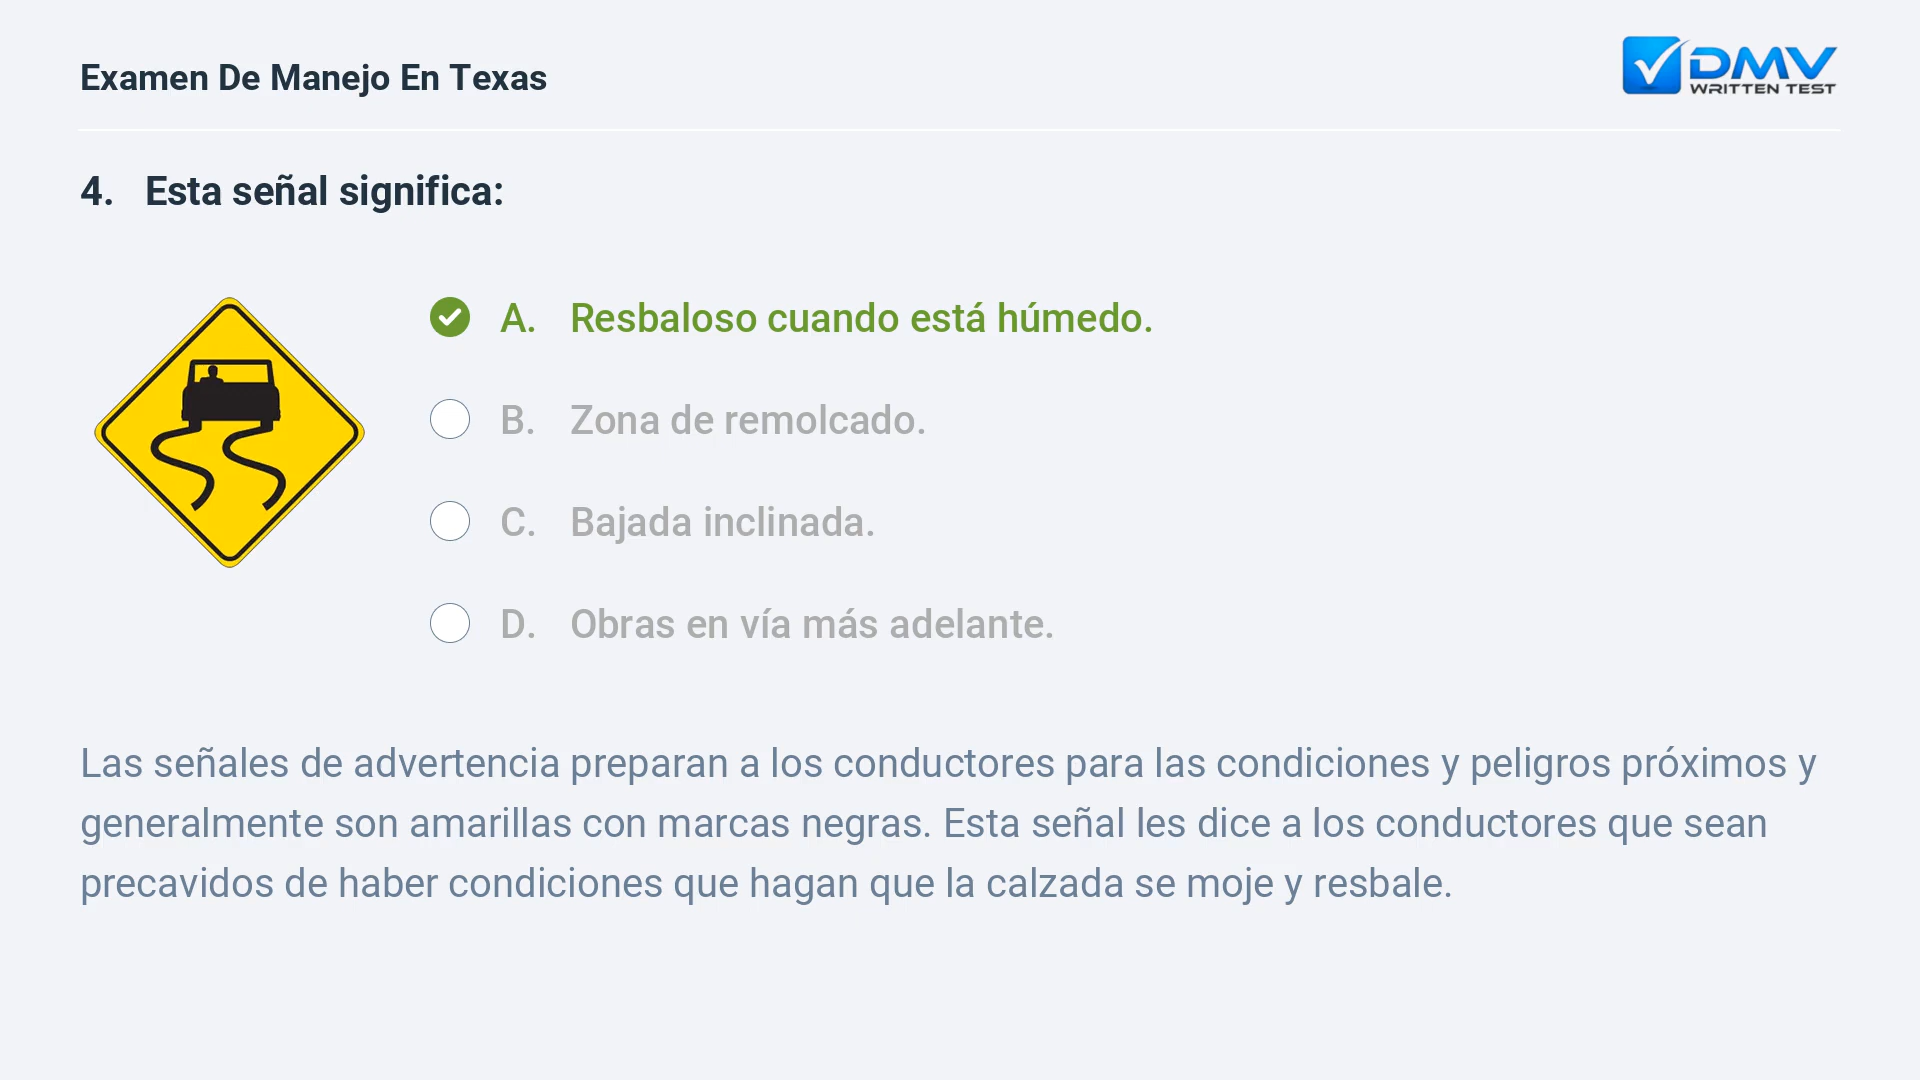 Examen De Manejo En Texas
DMV
WRITTEN TEST
4. Esta señal significa:
A. Resbaloso cuando está húmedo.
B. Zona de remolcado.
C. Bajada inclinada.
D. Obras en vía más adelante.
Las señales de advertencia preparan a los conductores para las condiciones y peligros próximos y
generalmente son amarillas con marcas negras. Esta señal les dice a los conductores que sean
precavidos de haber condiciones que hagan que la calzada se moje y resbale.